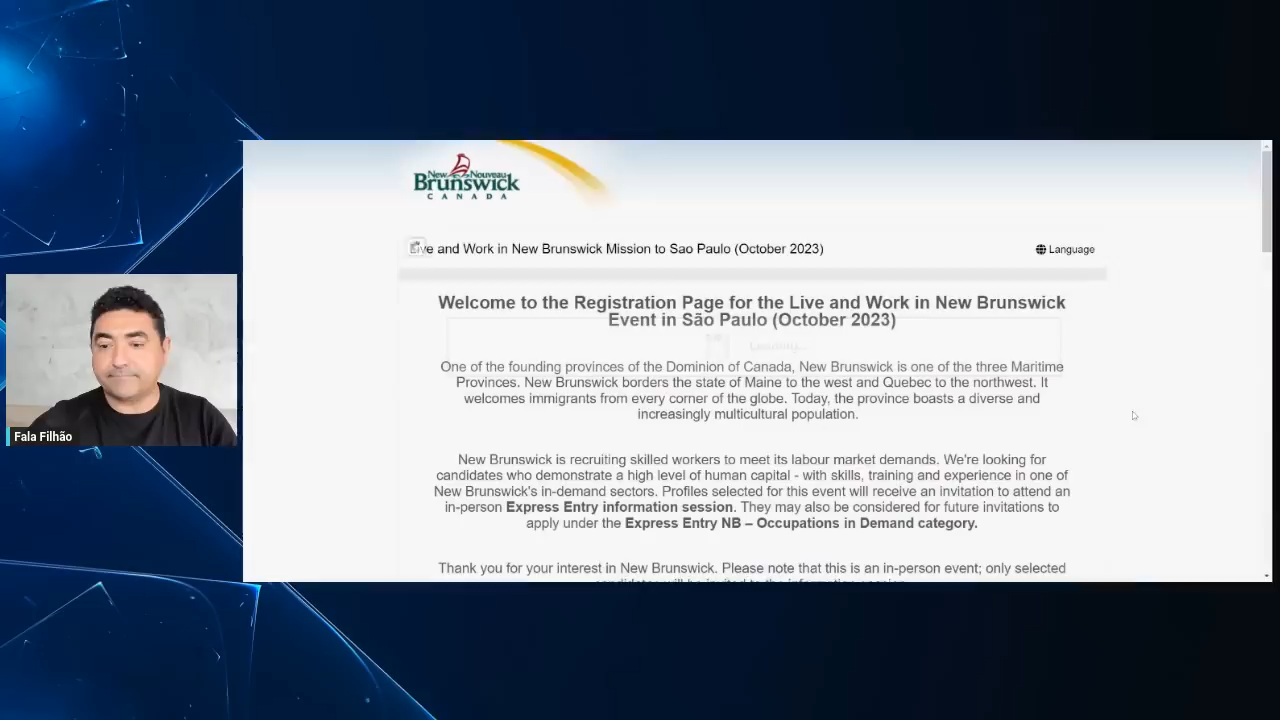 New Nouveau
Brunswick
CANADA
Live and Work in New Brunswick Mission to Sao Paulo (October 2023)
Language
Welcome to the Registration Page for the Live and Work in New Brunswick
Event in São Paulo (October 2023)
Loading...
One of the founding provinces of the Dominion of Canada, New Brunswick is one of the three Maritime
Provinces. New Brunswick borders the state of Maine to the west and Quebec to the northwest. It
welcomes immigrants from every corner of the globe. Today, the province boasts a diverse and
increasingly multicultural population.
New Brunswick is recruiting skilled workers to meet its labour market demands. We're looking for
candidates who demonstrate a high level of human capital - with skills, training and experience in one of
New Brunswick's in-demand sectors. Profiles selected for this event will receive an invitation to attend an
in-person Express Entry information session. They may also be considered for future invitations to
apply under the Express Entry NB – Occupations in Demand category.
Thank you for your interest in New Brunswick. Please note that this is an in-person event; only selected
candidates will be invited to the information session.
Fala Filhão